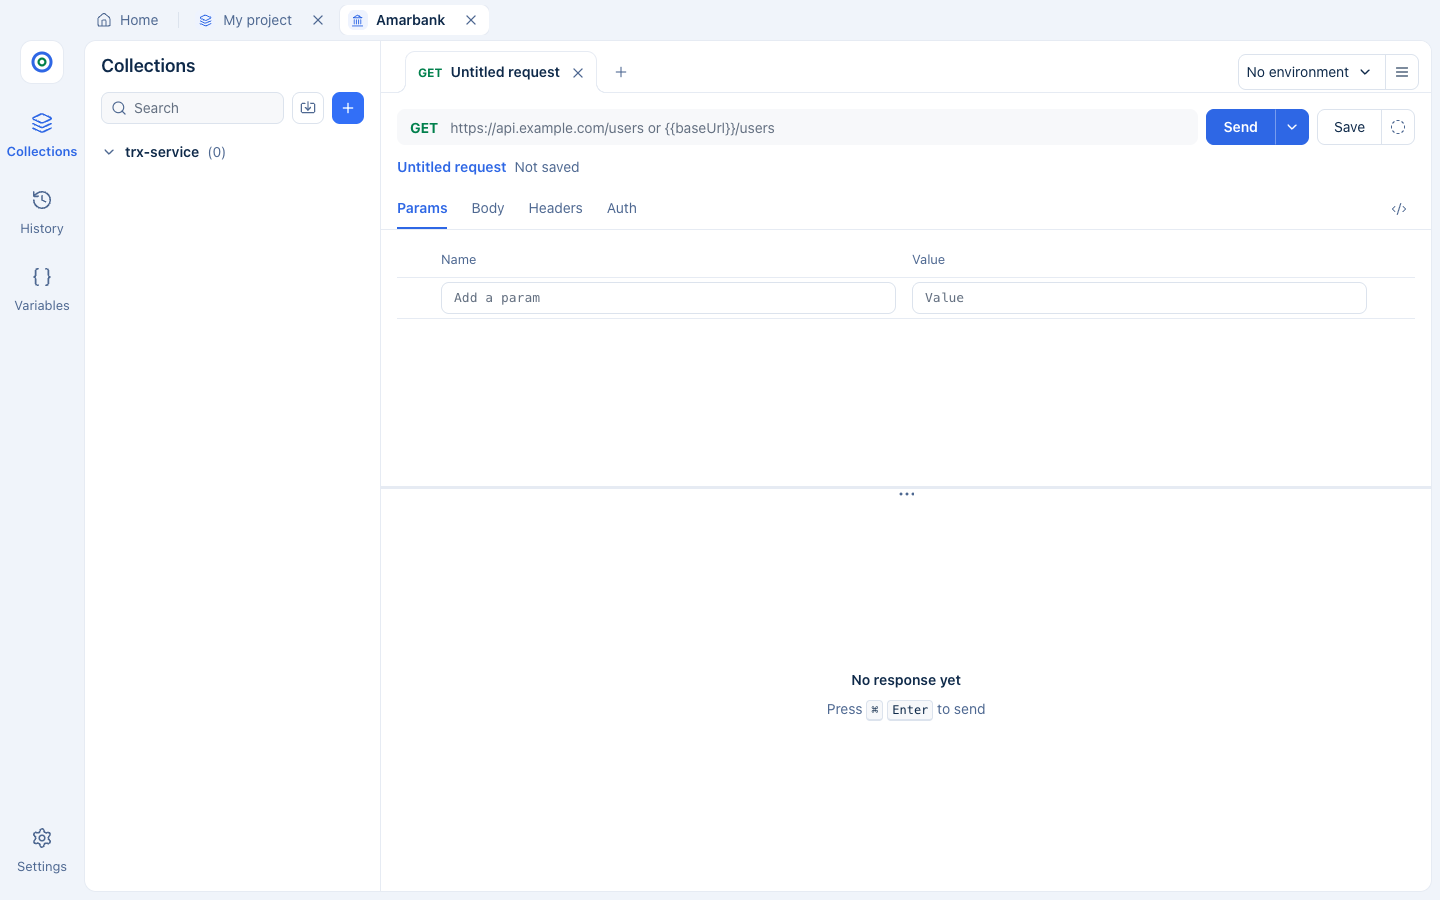 Home
My project
Amarbank
Collections
Search
trx-service (0)
Collections
History
Variables
Settings
GET Untitled request
No environment
GET https://api.example.com/users or {{baseUrl}}/users
Send
Save
Untitled request Not saved
Params Body Headers Auth
</>
Name Value
Add a param Value
No response yet
Press ⌘ Enter to send